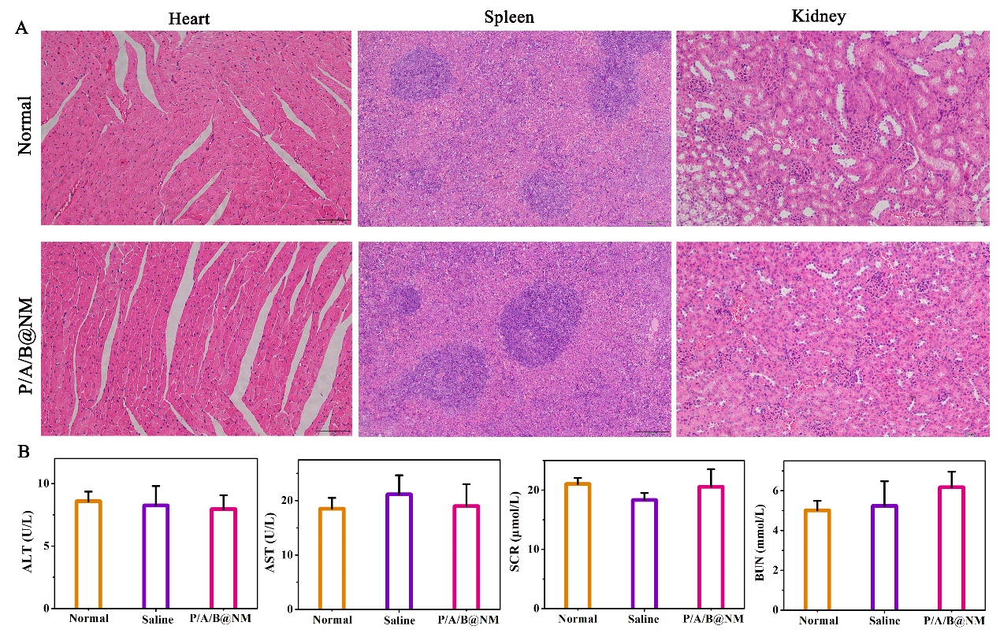 Heart Spleen Kidney
A
Normal
P/A/B@NM
B
ALT (U/L)
10
5
0
Normal Saline P/A/B@NM
AST (U/L)
20
10
0
Normal Saline P/A/B@NM
SCR (μmol/L)
20
10
0
Normal Saline P/A/B@NM
BUN (mmol/L)
6
4
2
0
Normal Saline P/A/B@NM